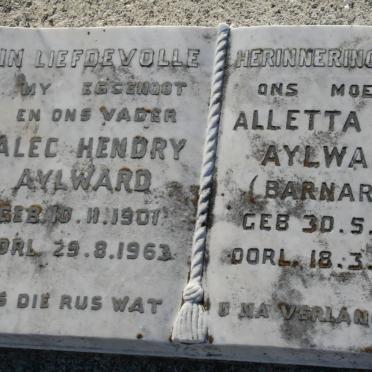 IN LIEFDEVOLLE HERINNERING
MY EGGENOOT
EN ONS VADER
ALEC HENDRY
AYLWARD
GEB. 10.11.1901
OORL. 29.8.1963
ONS MOE
ALLETTA
AYLWA
(BARNAR
GEB 30.5.
OORL. 18.3.
S DIE RUS WAT U NA VERLANG